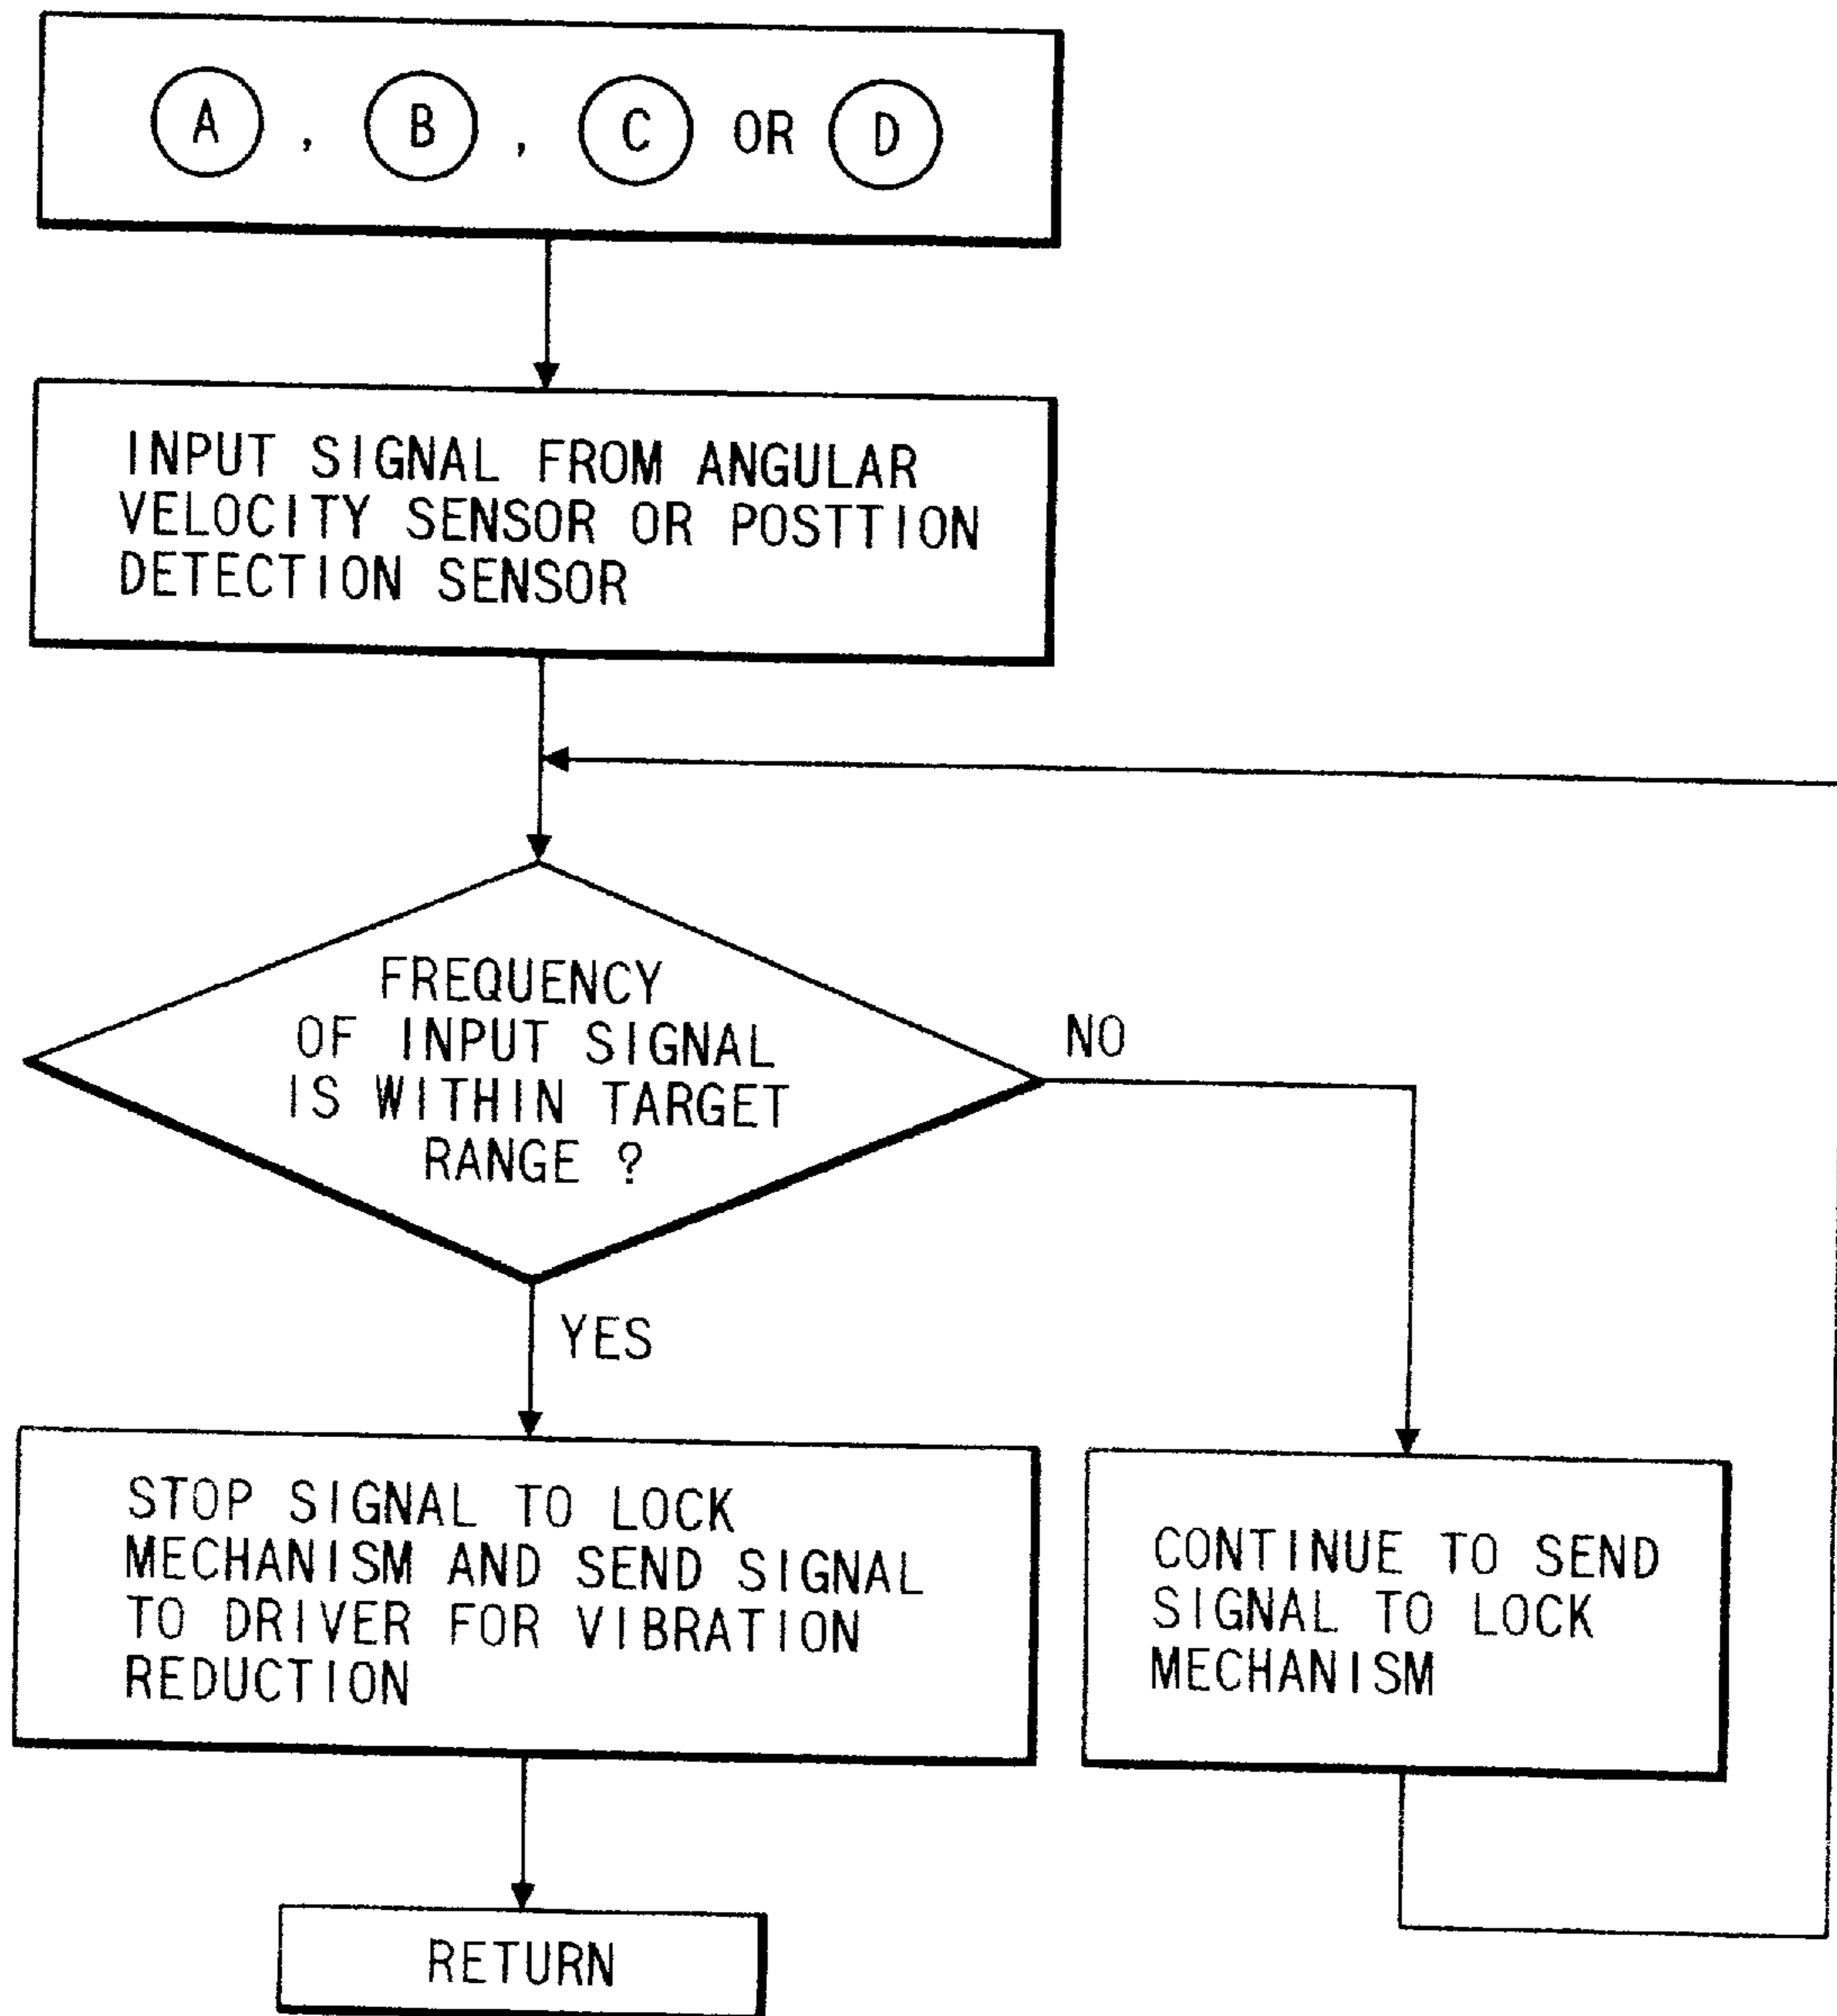 A , B , C OR D
INPUT SIGNAL FROM ANGULAR
VELOCITY SENSOR OR POSTTION
DETECTION SENSOR
FREQUENCY
OF INPUT SIGNAL
IS WITHIN TARGET
RANGE ?
NO
YES
STOP SIGNAL TO LOCK
MECHANISM AND SEND SIGNAL
TO DRIVER FOR VIBRATION
REDUCTION
CONTINUE TO SEND
SIGNAL TO LOCK
MECHANISM
RETURN